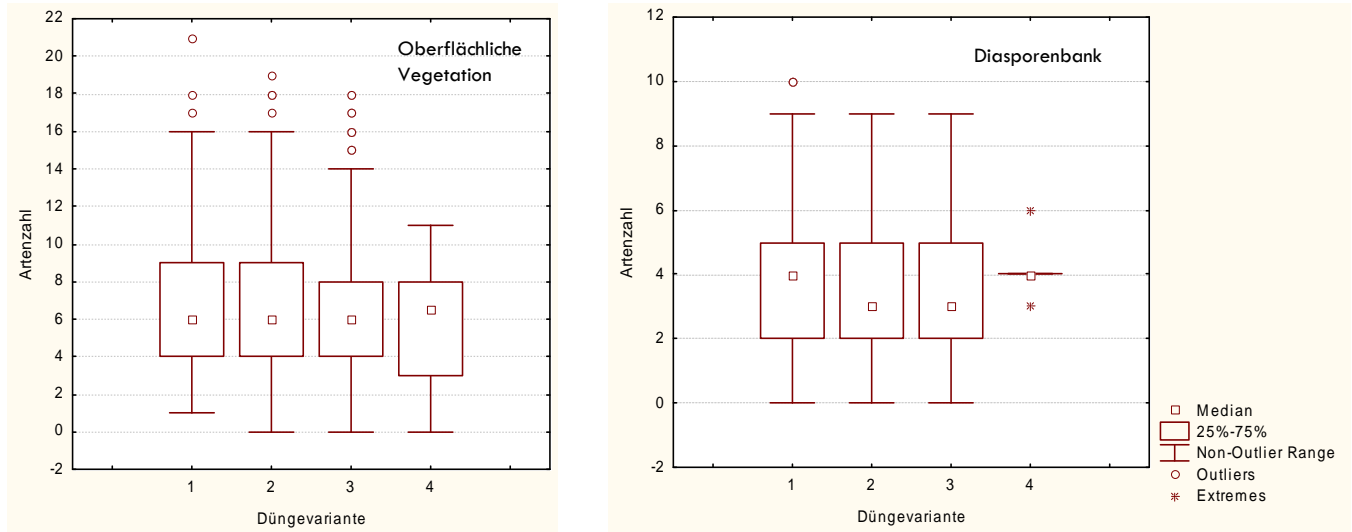 22
20
18
16
14
12
10
8
6
4
2
0
-2
Artenzahl
Oberflächliche
Vegetation
1 2 3 4
Düngevariante
12
10
8
6
4
2
0
-2
Artenzahl
Diasporenbank
1 2 3 4
Düngevariante
Median
25%-75%
Non-Outlier Range
Outliers
Extremes